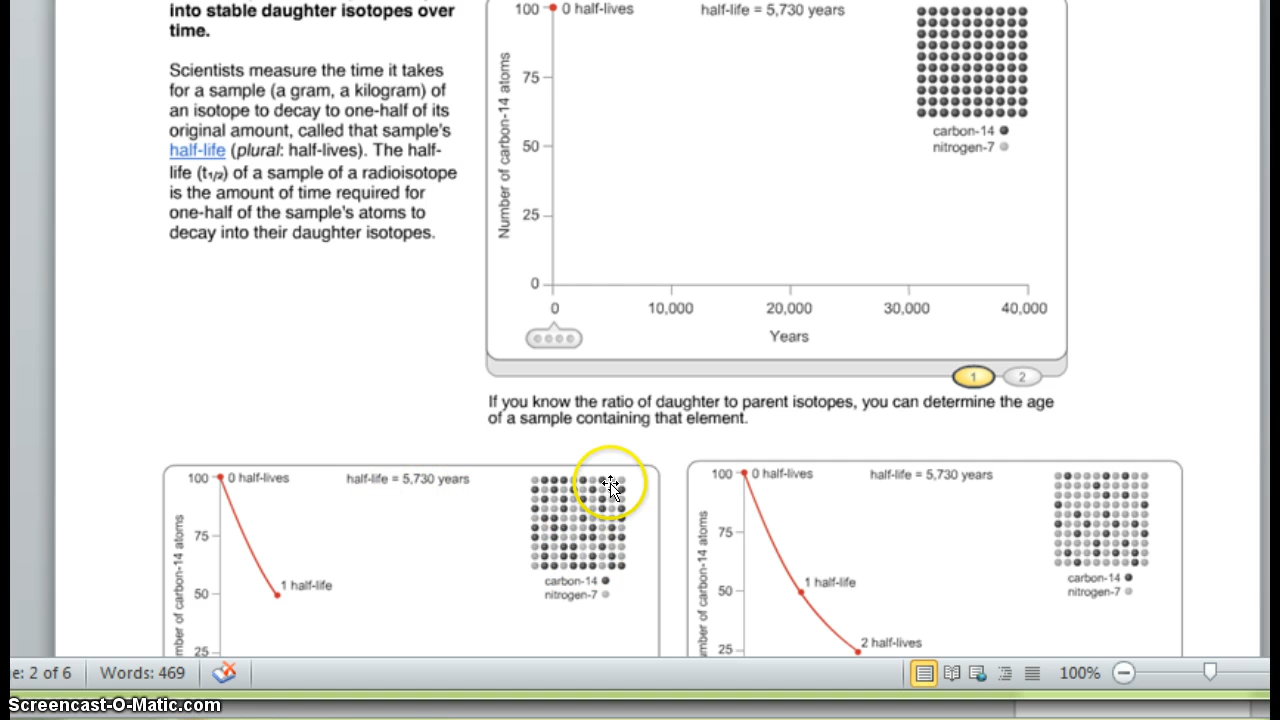 into stable daughter isotopes over
time.
Scientists measure the time it takes
for a sample (a gram, a kilogram) of
an isotope to decay to one-half of its
original amount, called that sample's
half-life (plural: half-lives). The half-
life (t1/2) of a sample of a radioisotope
is the amount of time required for
one-half of the sample's atoms to
decay into their daughter isotopes.
100
0 half-lives
half-life = 5,730 years
75
50
25
0
Number of carbon-14 atoms
carbon-14
nitrogen-7
0
10,000
20,000
30,000
40,000
Years
1
2
If you know the ratio of daughter to parent isotopes, you can determine the age
of a sample containing that element.
100
0 half-lives
half-life = 5,730 years
75
50
25
1 half-life
mber of carbon-14 atoms
carbon-14
nitrogen-7
100
0 half-lives
half-life = 5,730 years
75
50
25
1 half-life
2 half-lives
mber of carbon-14 atoms
carbon-14
nitrogen-7
e: 2 of 6
Words: 469
100%
Screencast-O-Matic.com